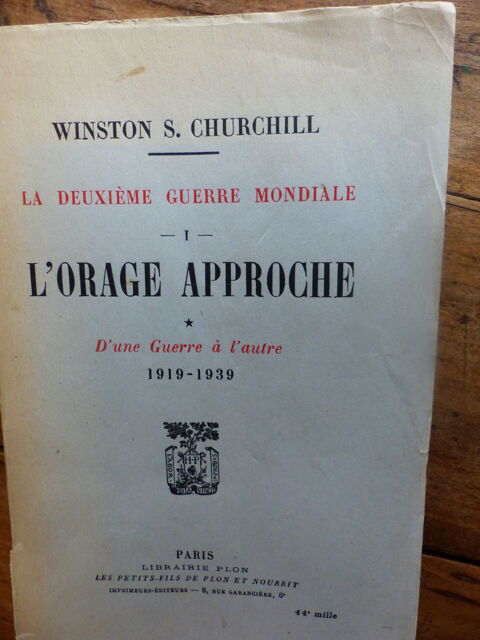 WINSTON S. CHURCHILL
LA DEUXIÈME GUERRE MONDIALE
— I —
L'ORAGE APPROCHE
★
D'une Guerre à l'autre
1919-1939
PARIS
LIBRAIRIE PLON
LES PETITS-FILS DE PLON ET NOURRIT
IMPRIMEURS-ÉDITEURS — 8, RUE GARANCIÈRE, 6ᵉ
44ᵉ mille